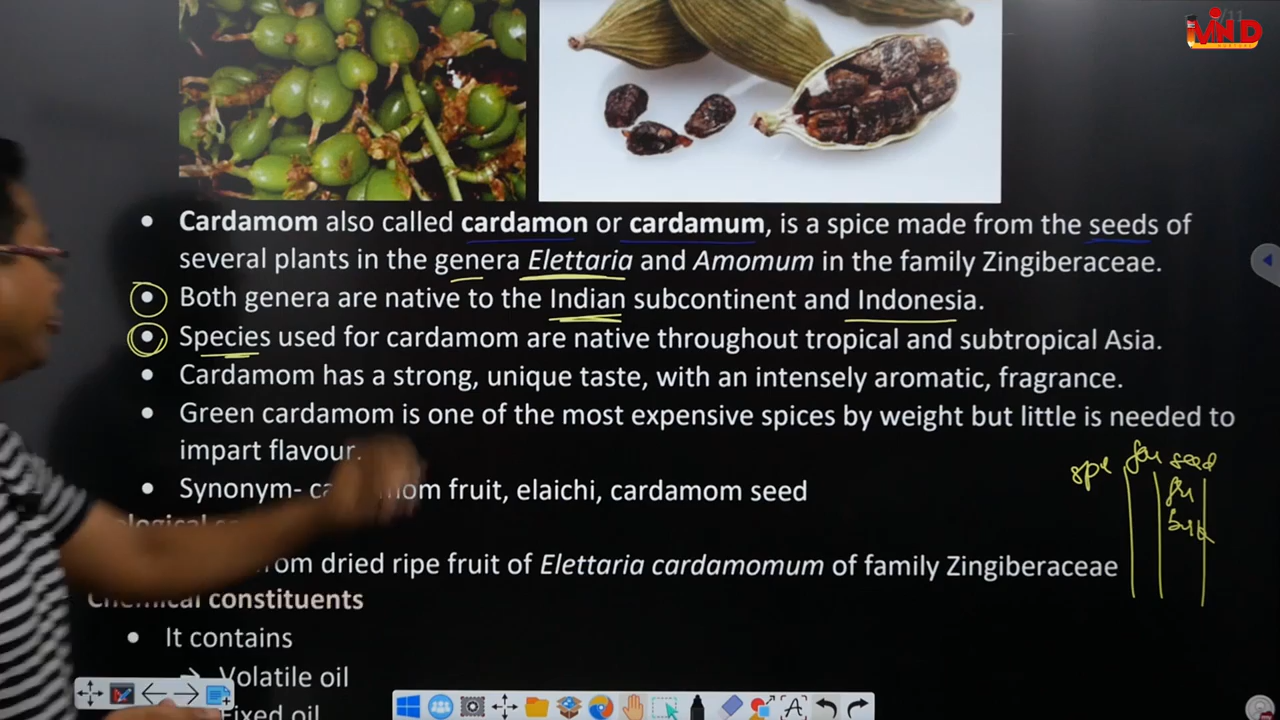 /11
IVIND
Cardamom also called cardamon or cardamum, is a spice made from the seeds of
several plants in the genera Elettaria and Amomum in the family Zingiberaceae.
Both genera are native to the Indian subcontinent and Indonesia.
Species used for cardamom are native throughout tropical and subtropical Asia.
Cardamom has a strong, unique taste, with an intensely aromatic, fragrance.
Green cardamom is one of the most expensive spices by weight but little is needed to
impart flavour.
spe seed
Synonym- ca mom fruit, elaichi, cardamom seed
om dried ripe fruit of Elettaria cardamomum of family Zingiberaceae
Chemical constituents
It contains
→ Volatile oil
Fixed oil